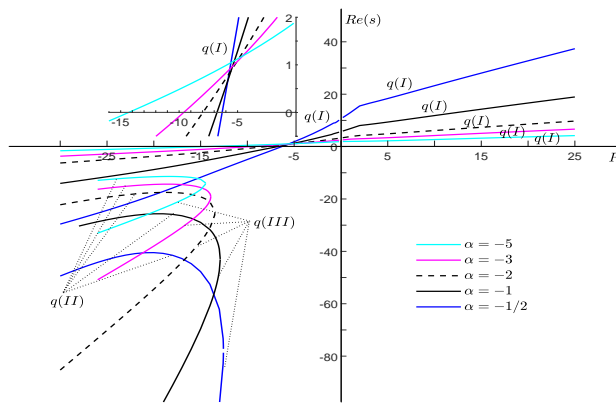 2
Re(s)
q(I)
40
1
q(I)
q(I)
20
q(I)
0
-15
-10
-5
q(I)
q(I)
q(I)
-25
-15
-5
5
15
25
-20
q(III)
-40
α = −5
α = −3
α = −2
q(II)
-60
α = −1
α = −1/2
-80